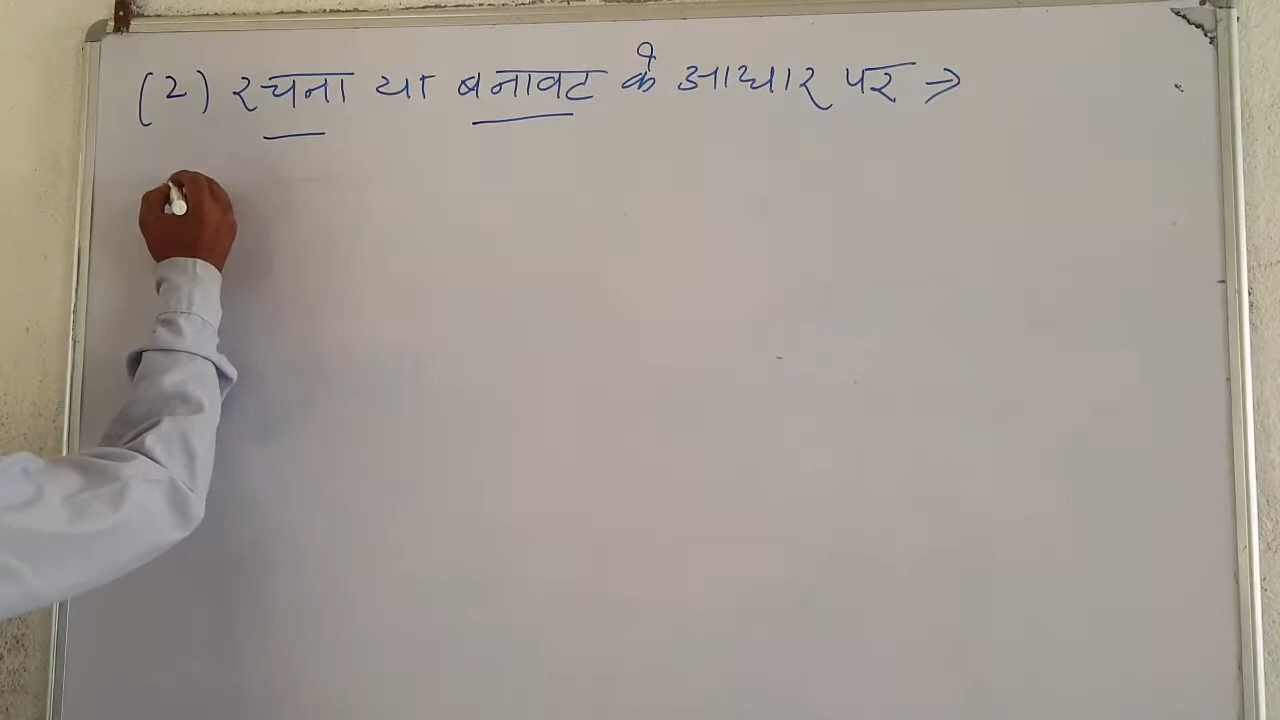 (2) रचना या बनावट के आधार पर →